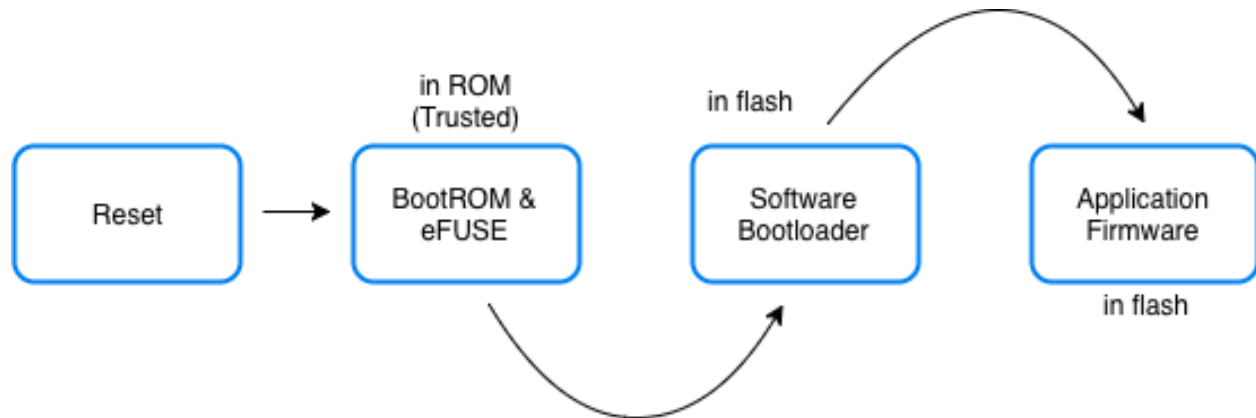 Reset
in ROM
(Trusted)
BootROM &
eFUSE
in flash
Software
Bootloader
Application
Firmware
in flash